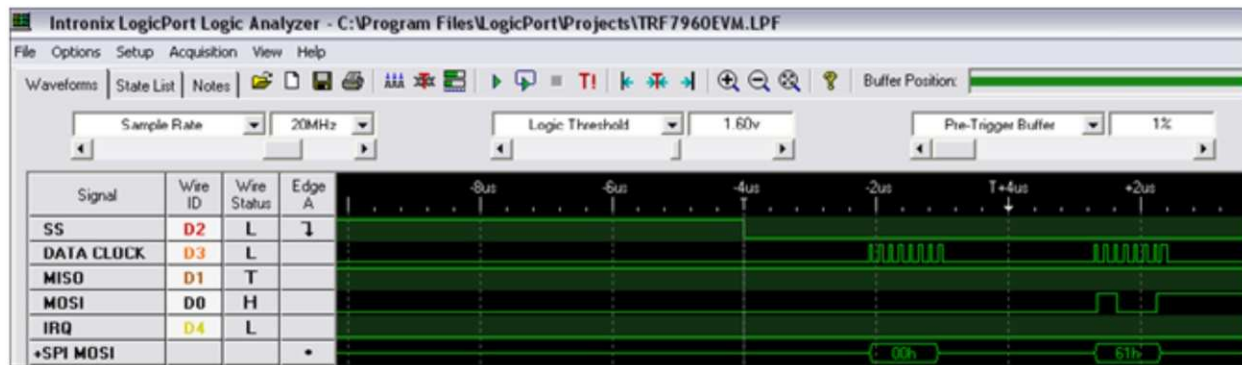 Intronix LogicPort Logic Analyzer - C:\Program Files\LogicPort\Projects\TRF7960EVM.LPF
File Options Setup Acquisition View Help
Waveforms State List Notes T! Buffer Position:
Sample Rate 20MHz Logic Threshold 1.60v Pre-Trigger Buffer 1%
Signal Wire ID Wire Status Edge A -8us -6us -4us -2us T+4us +2us
SS D2 L
DATA CLOCK D3 L
MISO D1 T
MOSI D0 H
IRQ D4 L
+SPI MOSI 00h 61h